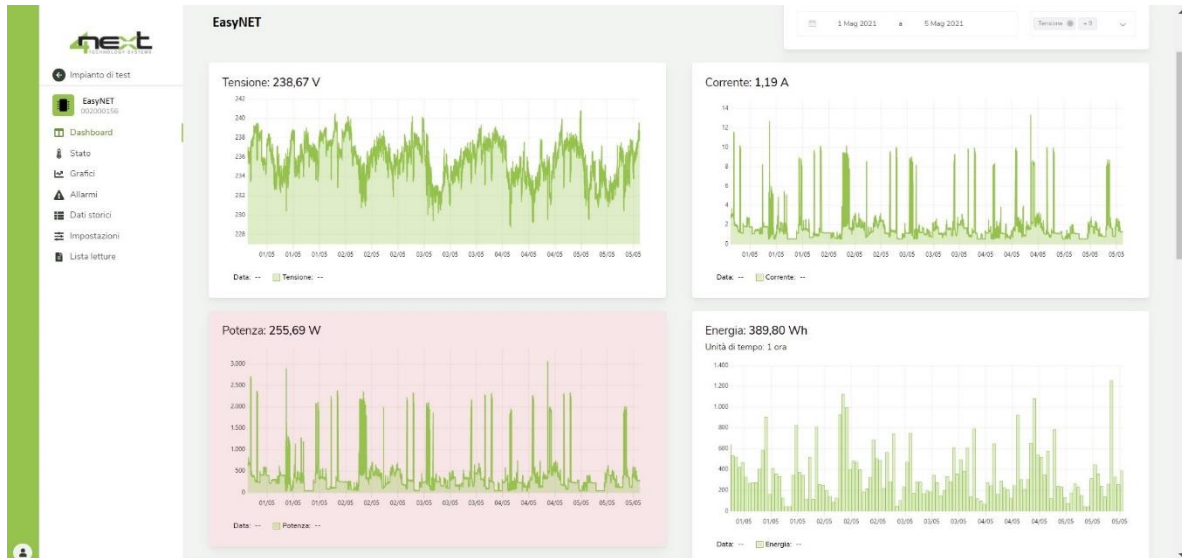 EasyNET
1 Mag 2021 a 5 Mag 2021
Tensione
+ 3
4next
TECHNOLOGY SYSTEMS
Impianto di test
EasyNET
002000156
Dashboard
Stato
Grafici
Allarmi
Dati storici
Impostazioni
Lista letture
Tensione: 238,67 V
242
240
238
236
234
232
230
228
01/05 01/05 01/05 02/05 02/05 02/05 03/05 03/05 03/05 04/05 04/05 04/05 05/05 05/05 05/05
Data: -- Tensione: --
Corrente: 1,19 A
14
12
10
8
6
4
2
0
01/05 01/05 01/05 02/05 02/05 02/05 03/05 03/05 03/05 04/05 04/05 04/05 05/05 05/05 05/05
Data: -- Corrente: --
Potenza: 255,69 W
3.000
2.500
2.000
1.500
1.000
500
0
01/05 01/05 01/05 02/05 02/05 02/05 03/05 03/05 03/05 04/05 04/05 04/05 05/05 05/05 05/05
Data: -- Potenza: --
Energia: 389,80 Wh
Unità di tempo: 1 ora
1.400
1.200
1.000
800
600
400
200
0
01/05 01/05 01/05 02/05 02/05 02/05 03/05 03/05 03/05 04/05 04/05 04/05 05/05 05/05 05/05
Data: -- Energia: --